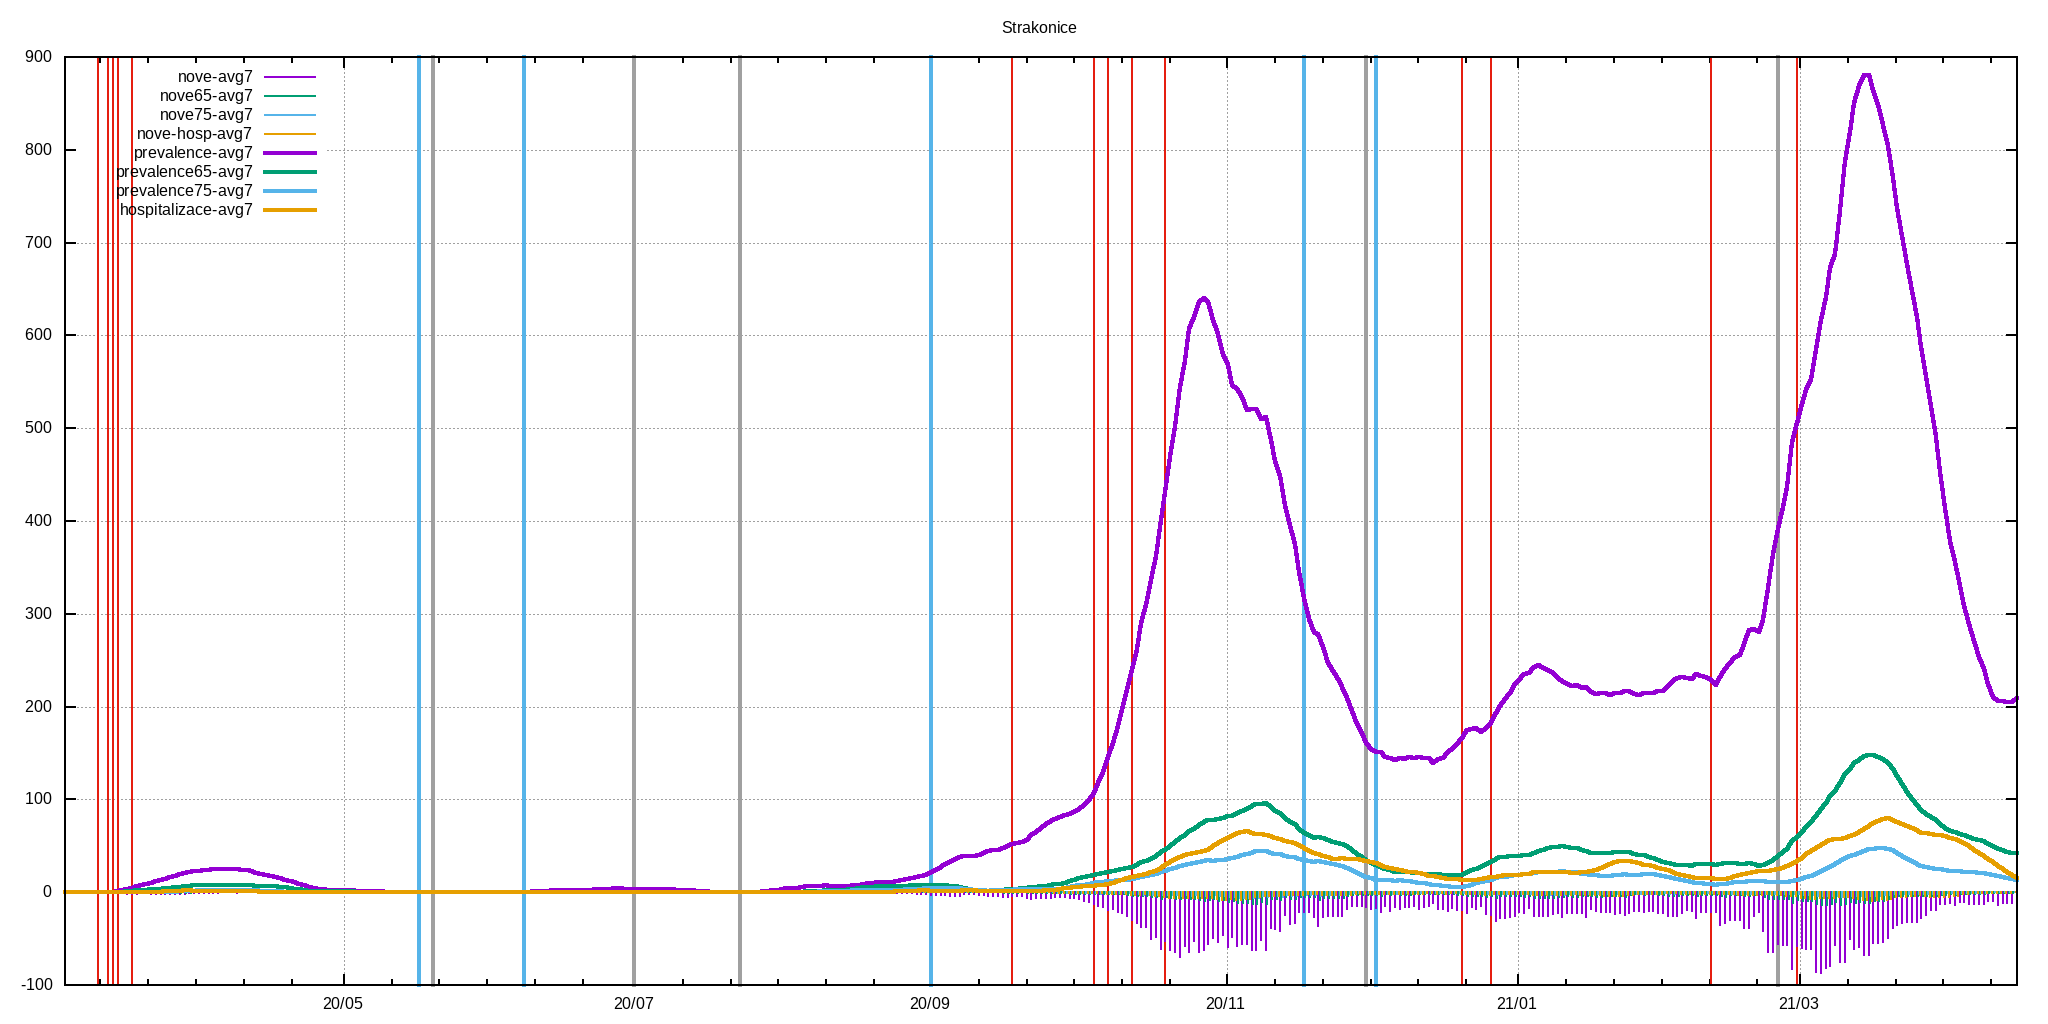 Strakonice
900
800
700
600
500
400
300
200
100
0
-100
nove-avg7
nove65-avg7
nove75-avg7
nove-hosp-avg7
prevalence-avg7
prevalence65-avg7
prevalence75-avg7
hospitalizace-avg7
20/05
20/07
20/09
20/11
21/01
21/03